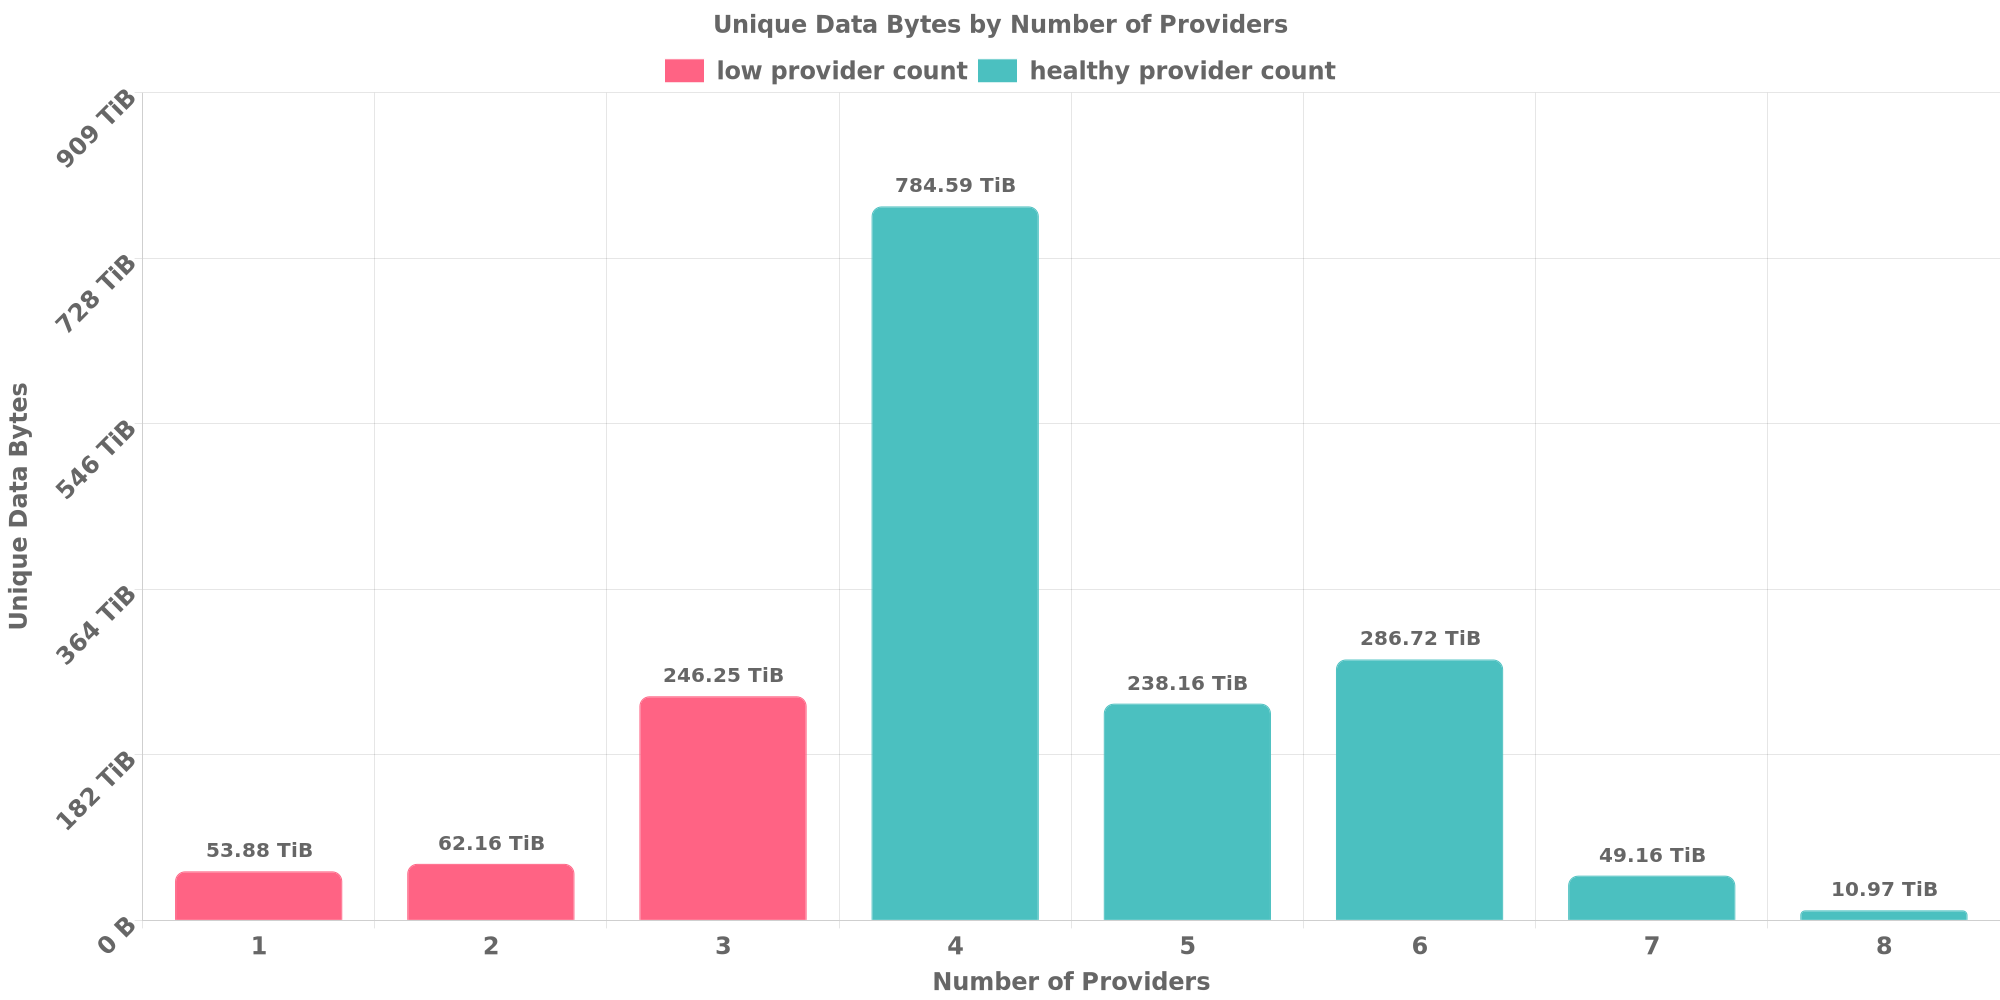 Unique Data Bytes by Number of Providers
low provider count
healthy provider count
909 TiB
728 TiB
546 TiB
364 TiB
182 TiB
0 B
Unique Data Bytes
53.88 TiB
62.16 TiB
246.25 TiB
784.59 TiB
238.16 TiB
286.72 TiB
49.16 TiB
10.97 TiB
1 2 3 4 5 6 7 8
Number of Providers